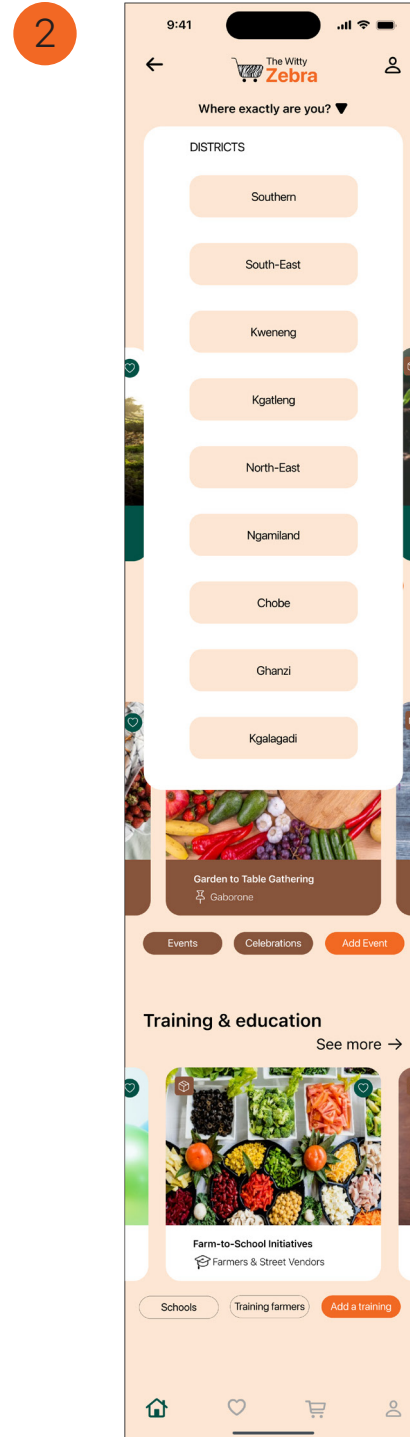 2
9:41
The Witty
Zebra
Where exactly are you?
DISTRICTS
Southern
South-East
Kweneng
Kgatleng
North-East
Ngamiland
Chobe
Ghanzi
Kgalagadi
Garden to Table Gathering
Gaborone
Events
Celebrations
Add Event
Training & education
See more →
Farm-to-School Initiatives
Farmers & Street Vendors
Schools
Training farmers
Add a training